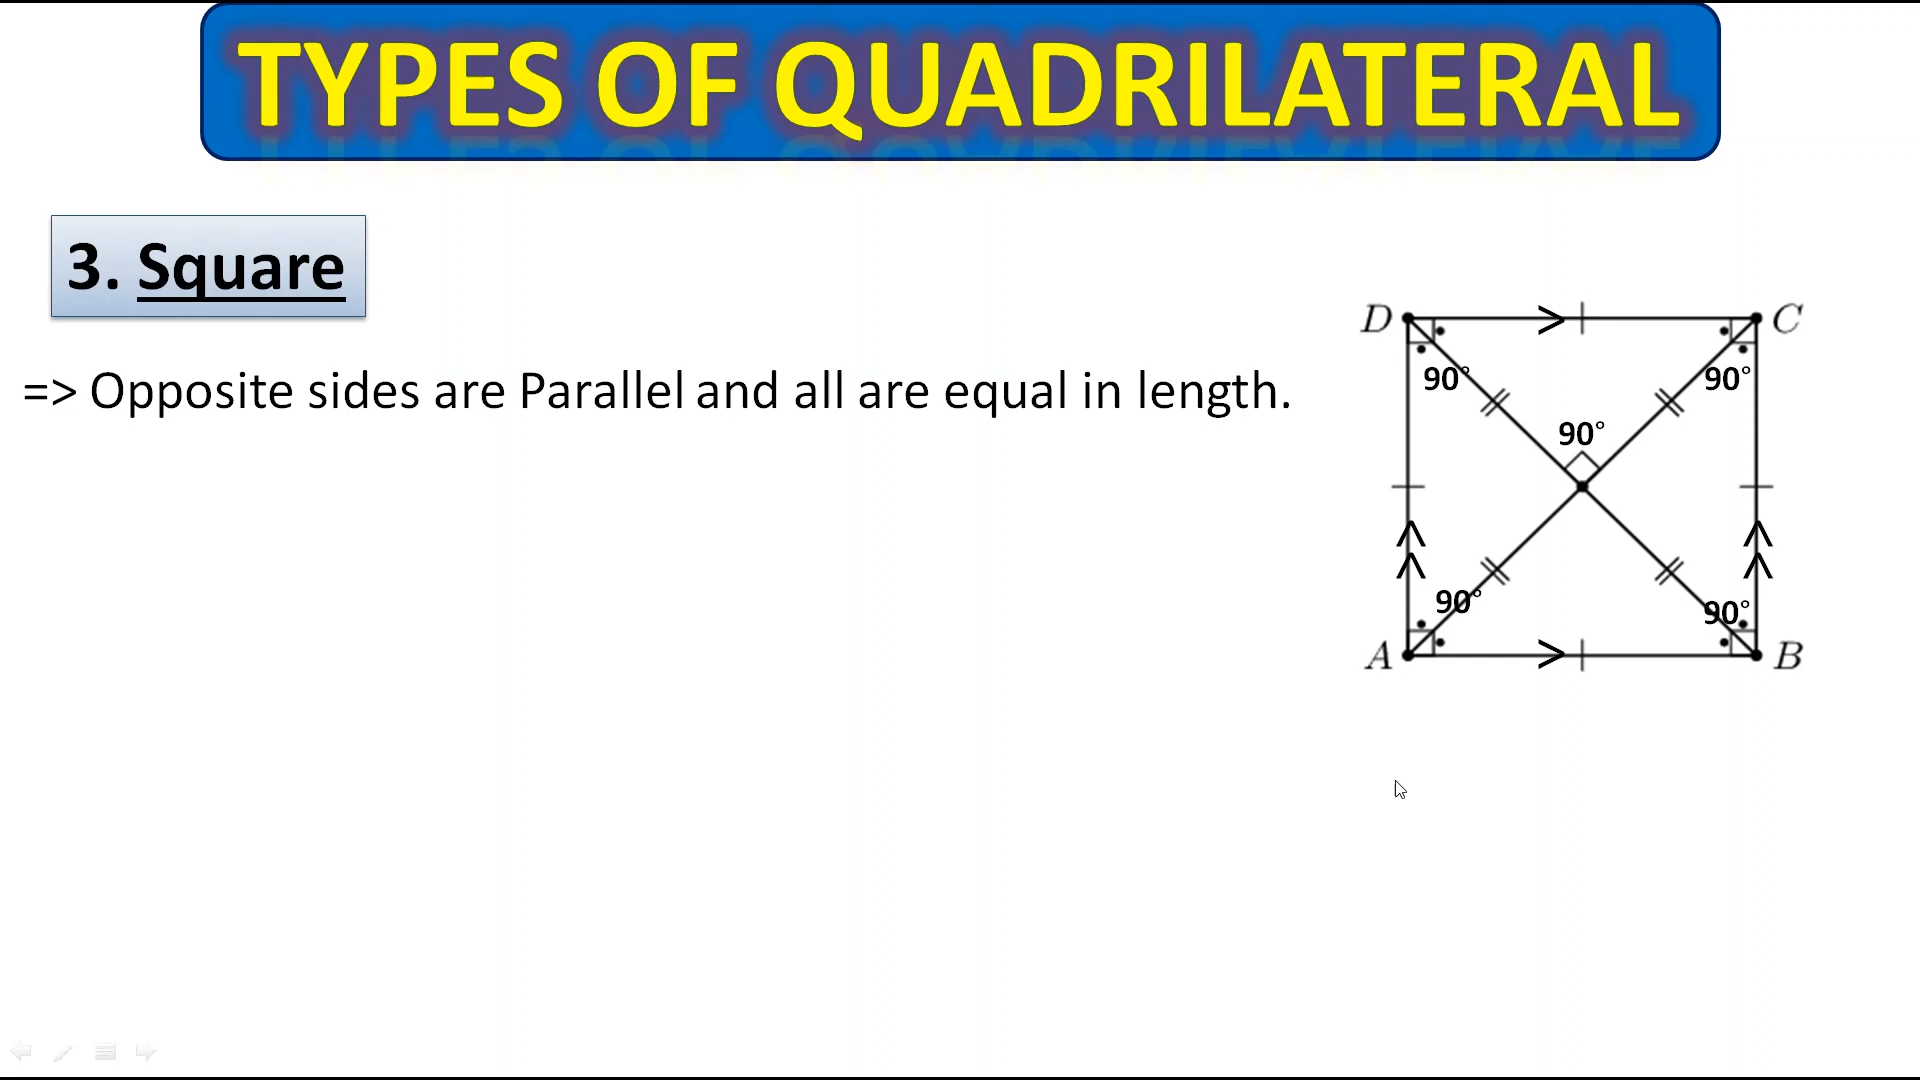 TYPES OF QUADRILATERAL
3. Square
=> Opposite sides are Parallel and all are equal in length.
D
C
90°
90°
90°
90°
90°
A
B